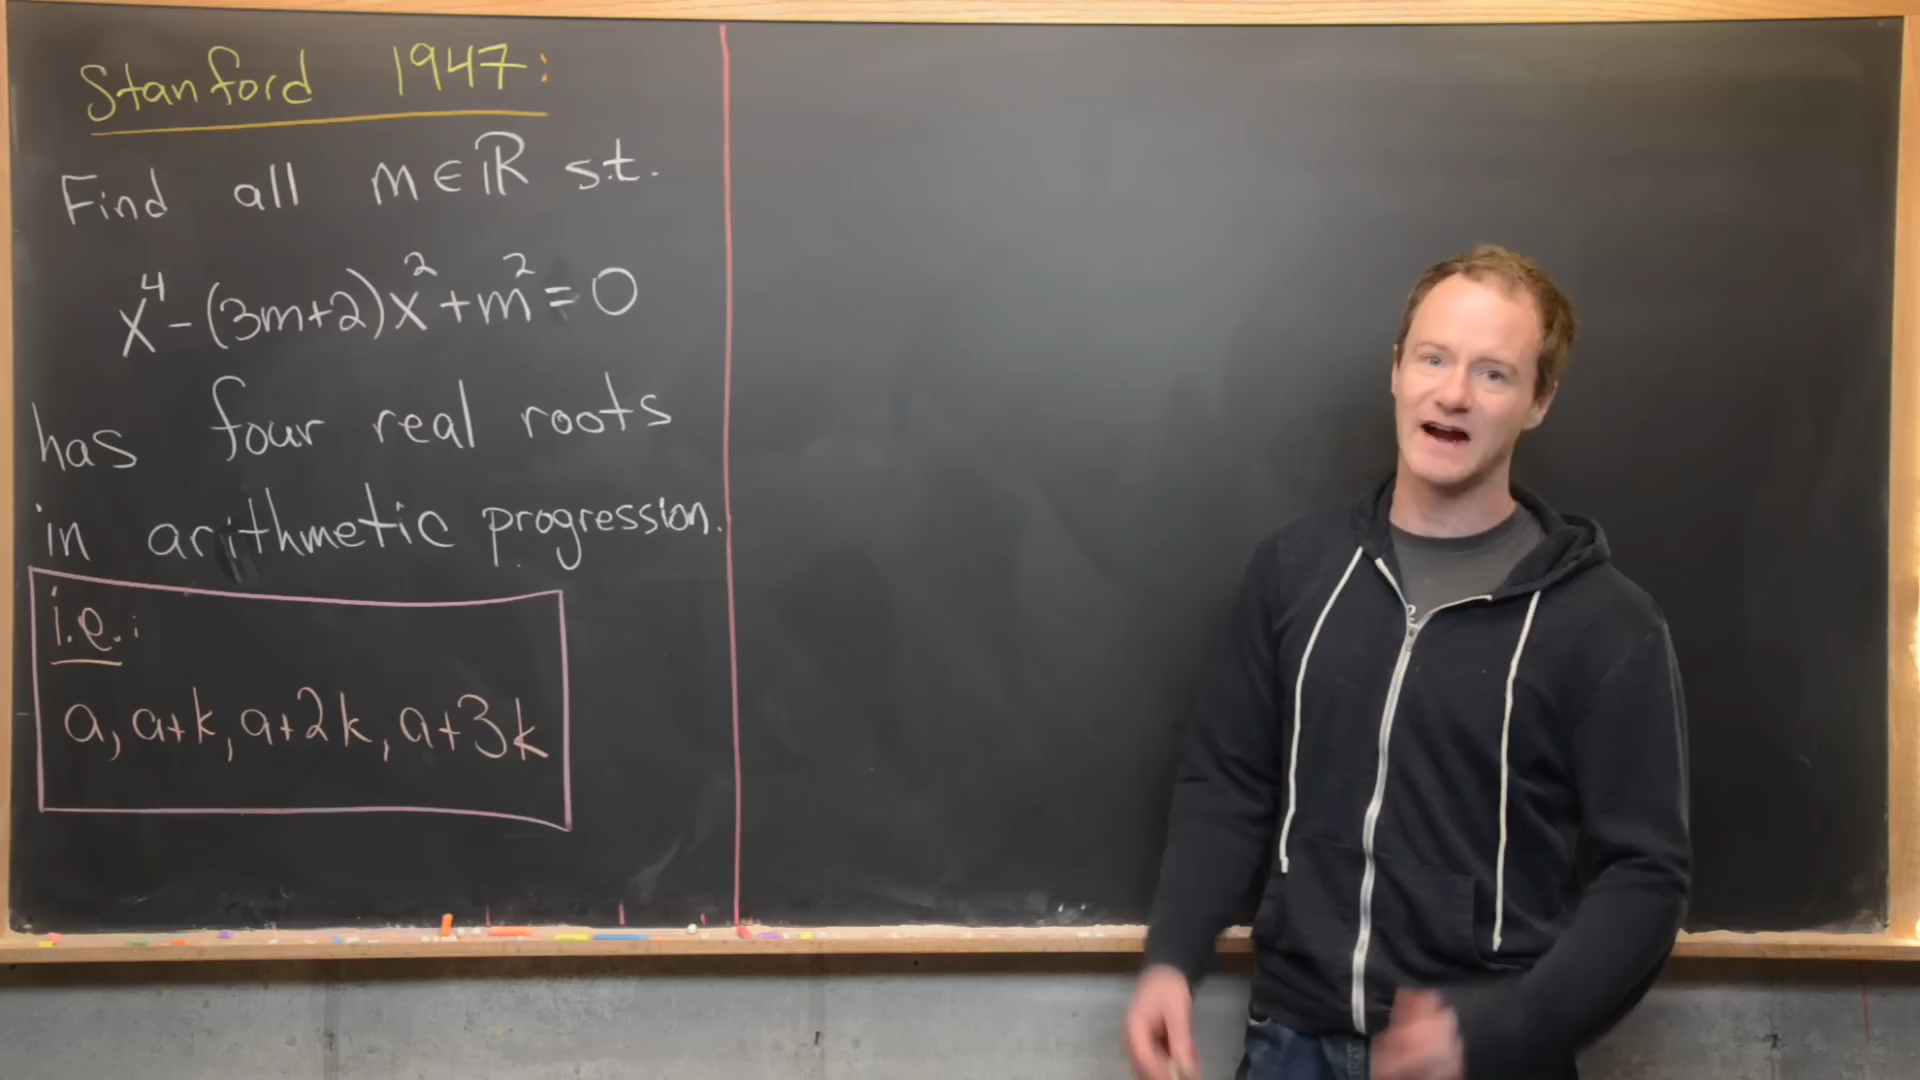 Stanford 1947:
Find all m∈ℝ s.t.
x⁴-(3m+2)x²+m²=0
has four real roots
in arithmetic progression.
i.e.:
a, a+k, a+2k, a+3k